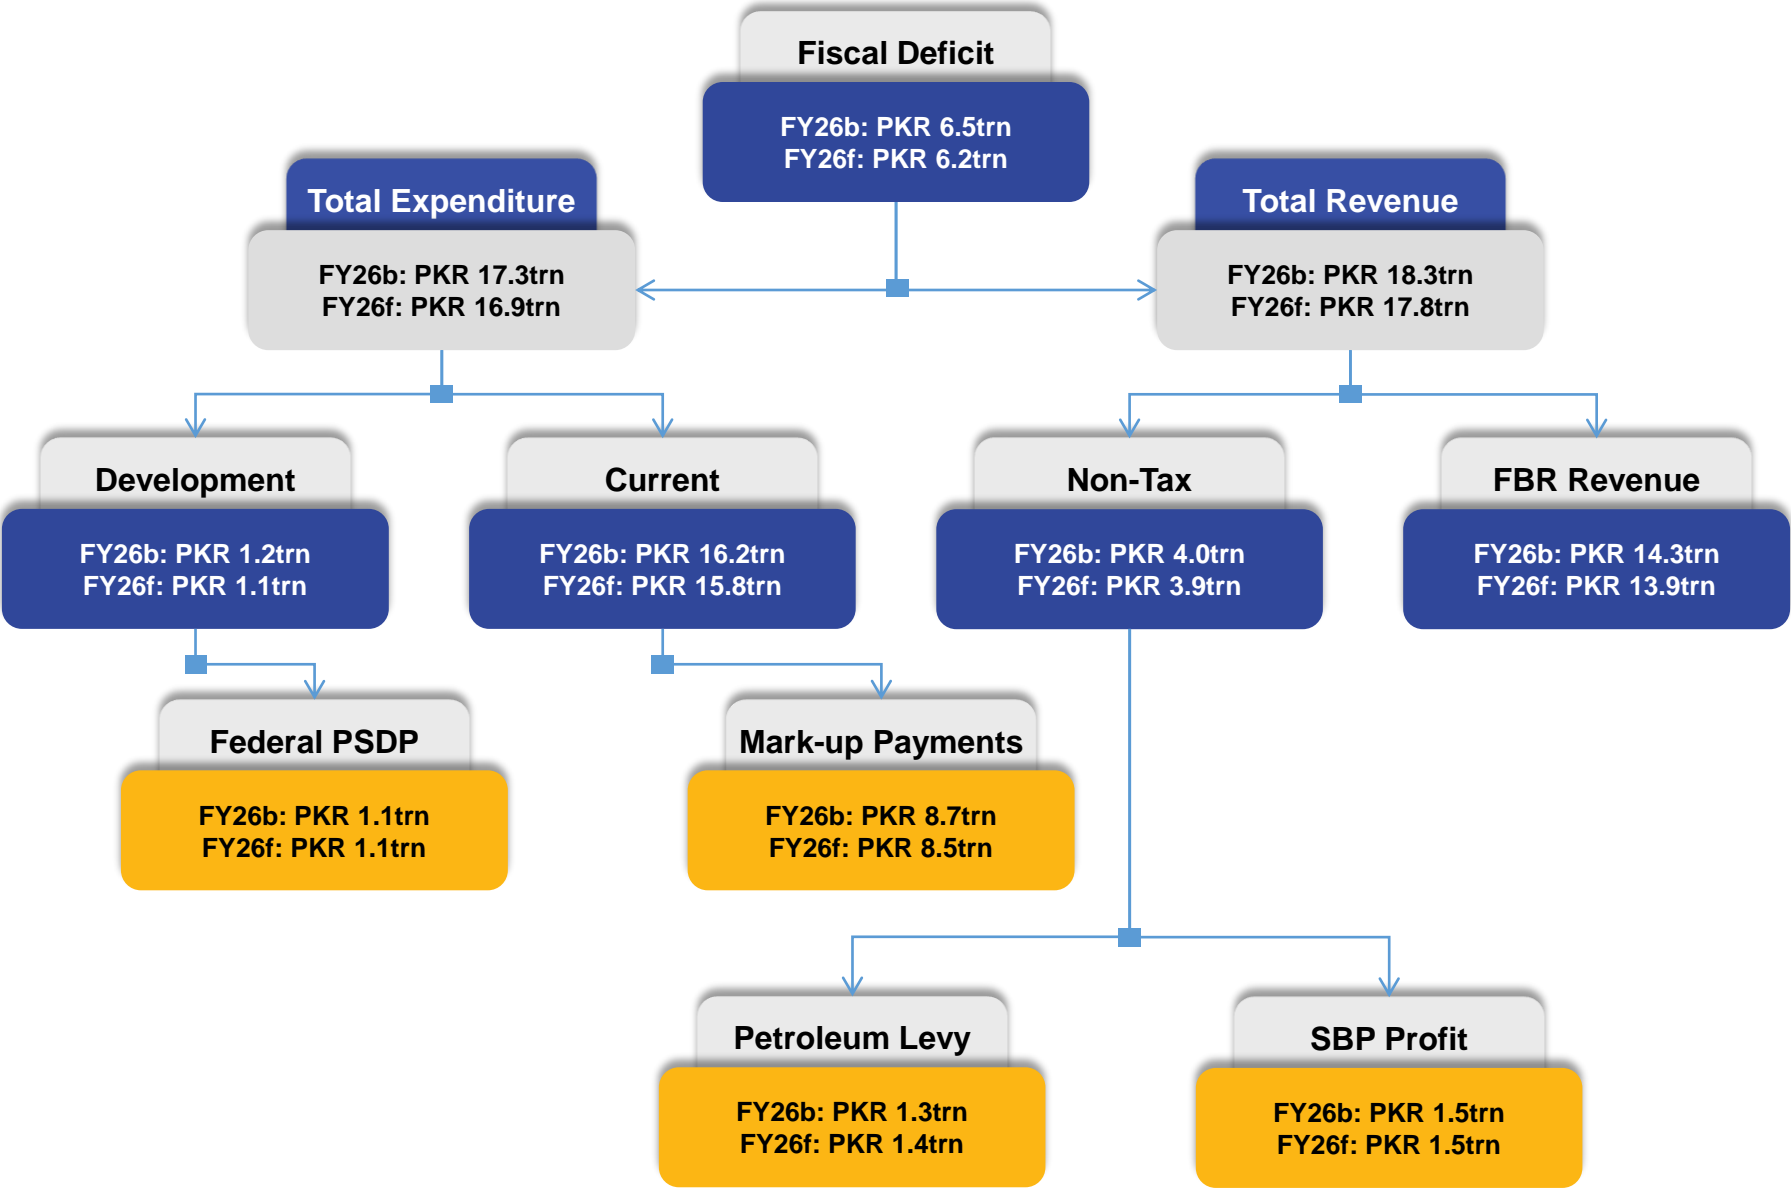 Fiscal Deficit
FY26b: PKR 6.5trn
FY26f: PKR 6.2trn
Total Expenditure
FY26b: PKR 17.3trn
FY26f: PKR 16.9trn
Total Revenue
FY26b: PKR 18.3trn
FY26f: PKR 17.8trn
Development
FY26b: PKR 1.2trn
FY26f: PKR 1.1trn
Current
FY26b: PKR 16.2trn
FY26f: PKR 15.8trn
Non-Tax
FY26b: PKR 4.0trn
FY26f: PKR 3.9trn
FBR Revenue
FY26b: PKR 14.3trn
FY26f: PKR 13.9trn
Federal PSDP
FY26b: PKR 1.1trn
FY26f: PKR 1.1trn
Mark-up Payments
FY26b: PKR 8.7trn
FY26f: PKR 8.5trn
Petroleum Levy
FY26b: PKR 1.3trn
FY26f: PKR 1.4trn
SBP Profit
FY26b: PKR 1.5trn
FY26f: PKR 1.5trn